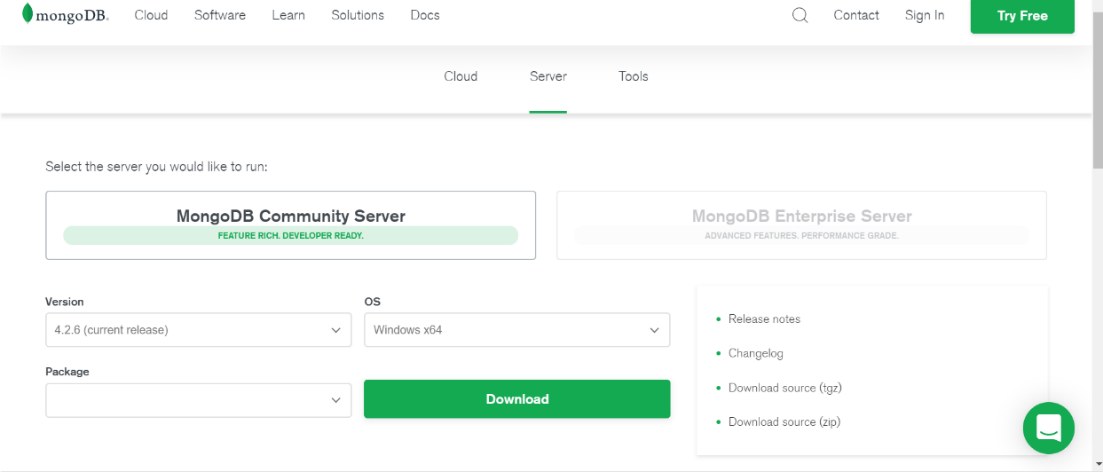 mongoDB. Cloud Software Learn Solutions Docs Contact Sign In Try Free
Cloud Server Tools
Select the server you would like to run:
MongoDB Community Server
FEATURE RICH. DEVELOPER READY.
MongoDB Enterprise Server
ADVANCED FEATURES. PERFORMANCE GRADE.
Version
4.2.6 (current release)
OS
Windows x64
Package
Download
Release notes
Changelog
Download source (tgz)
Download source (zip)